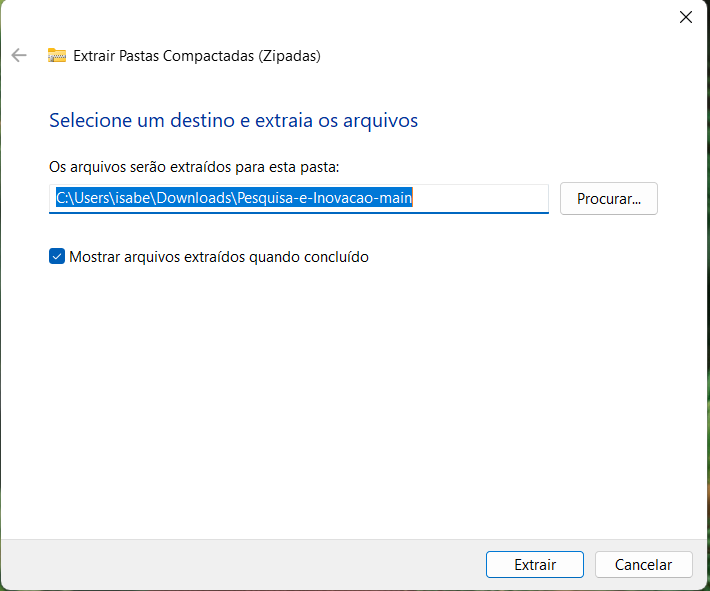 Extrair Pastas Compactadas (Zipadas)
Selecione um destino e extraia os arquivos
Os arquivos serão extraídos para esta pasta:
C:\Users\isabe\Downloads\Pesquisa-e-Inovacao-main
Procurar...
Mostrar arquivos extraídos quando concluído
Extrair
Cancelar